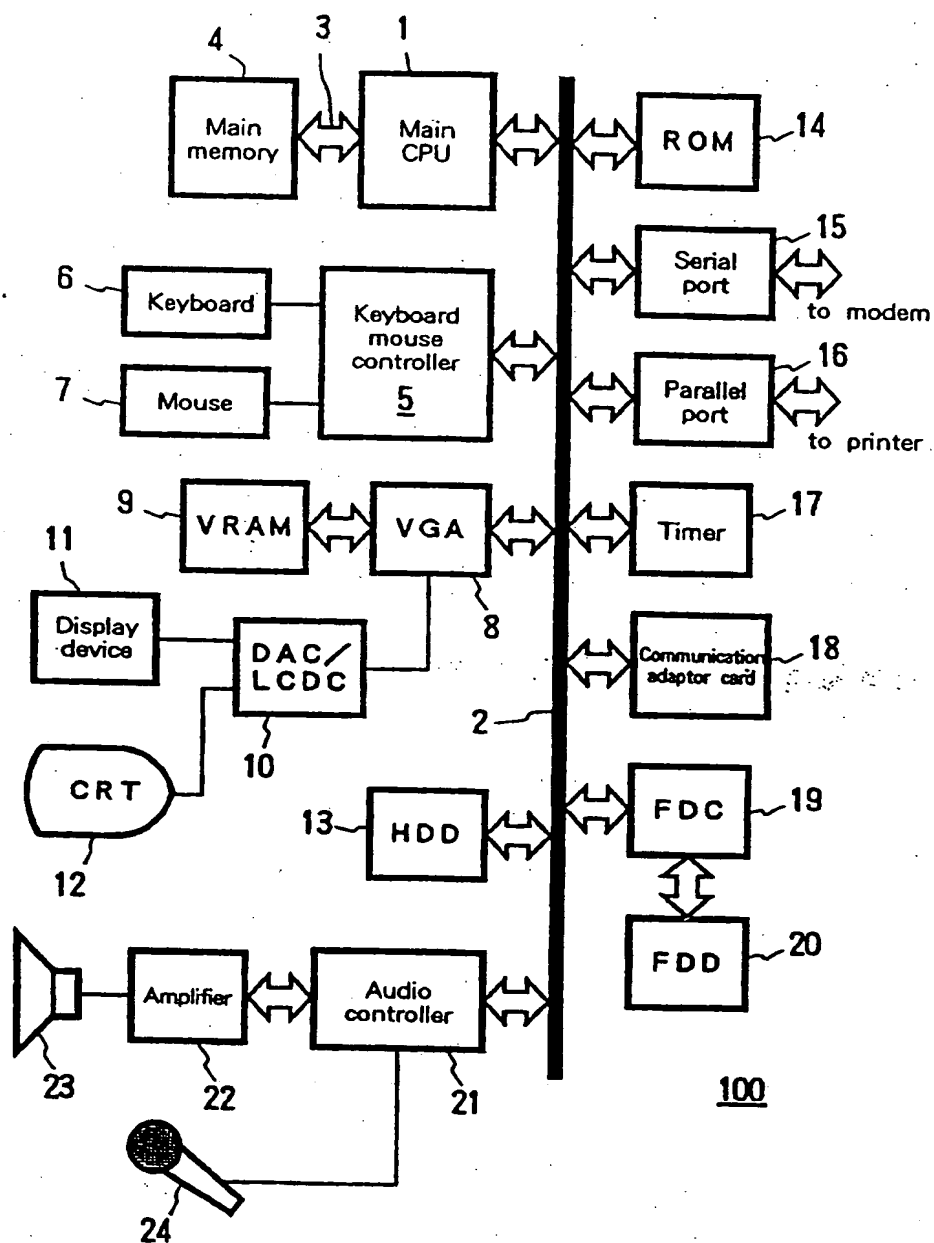 4
3
1
Main
memory
Main
CPU
ROM
14
15
Serial
port
to modem
6
Keyboard
Keyboard
mouse
controller
5
7
Mouse
16
Parallel
port
to printer
9
VRAM
VGA
8
Timer
17
11
Display
device
DAC/
LCDC
10
2
Communication
adaptor card
18
CRT
12
13
HDD
FDC
19
FDD
20
Amplifier
22
Audio
controller
21
23
24
100